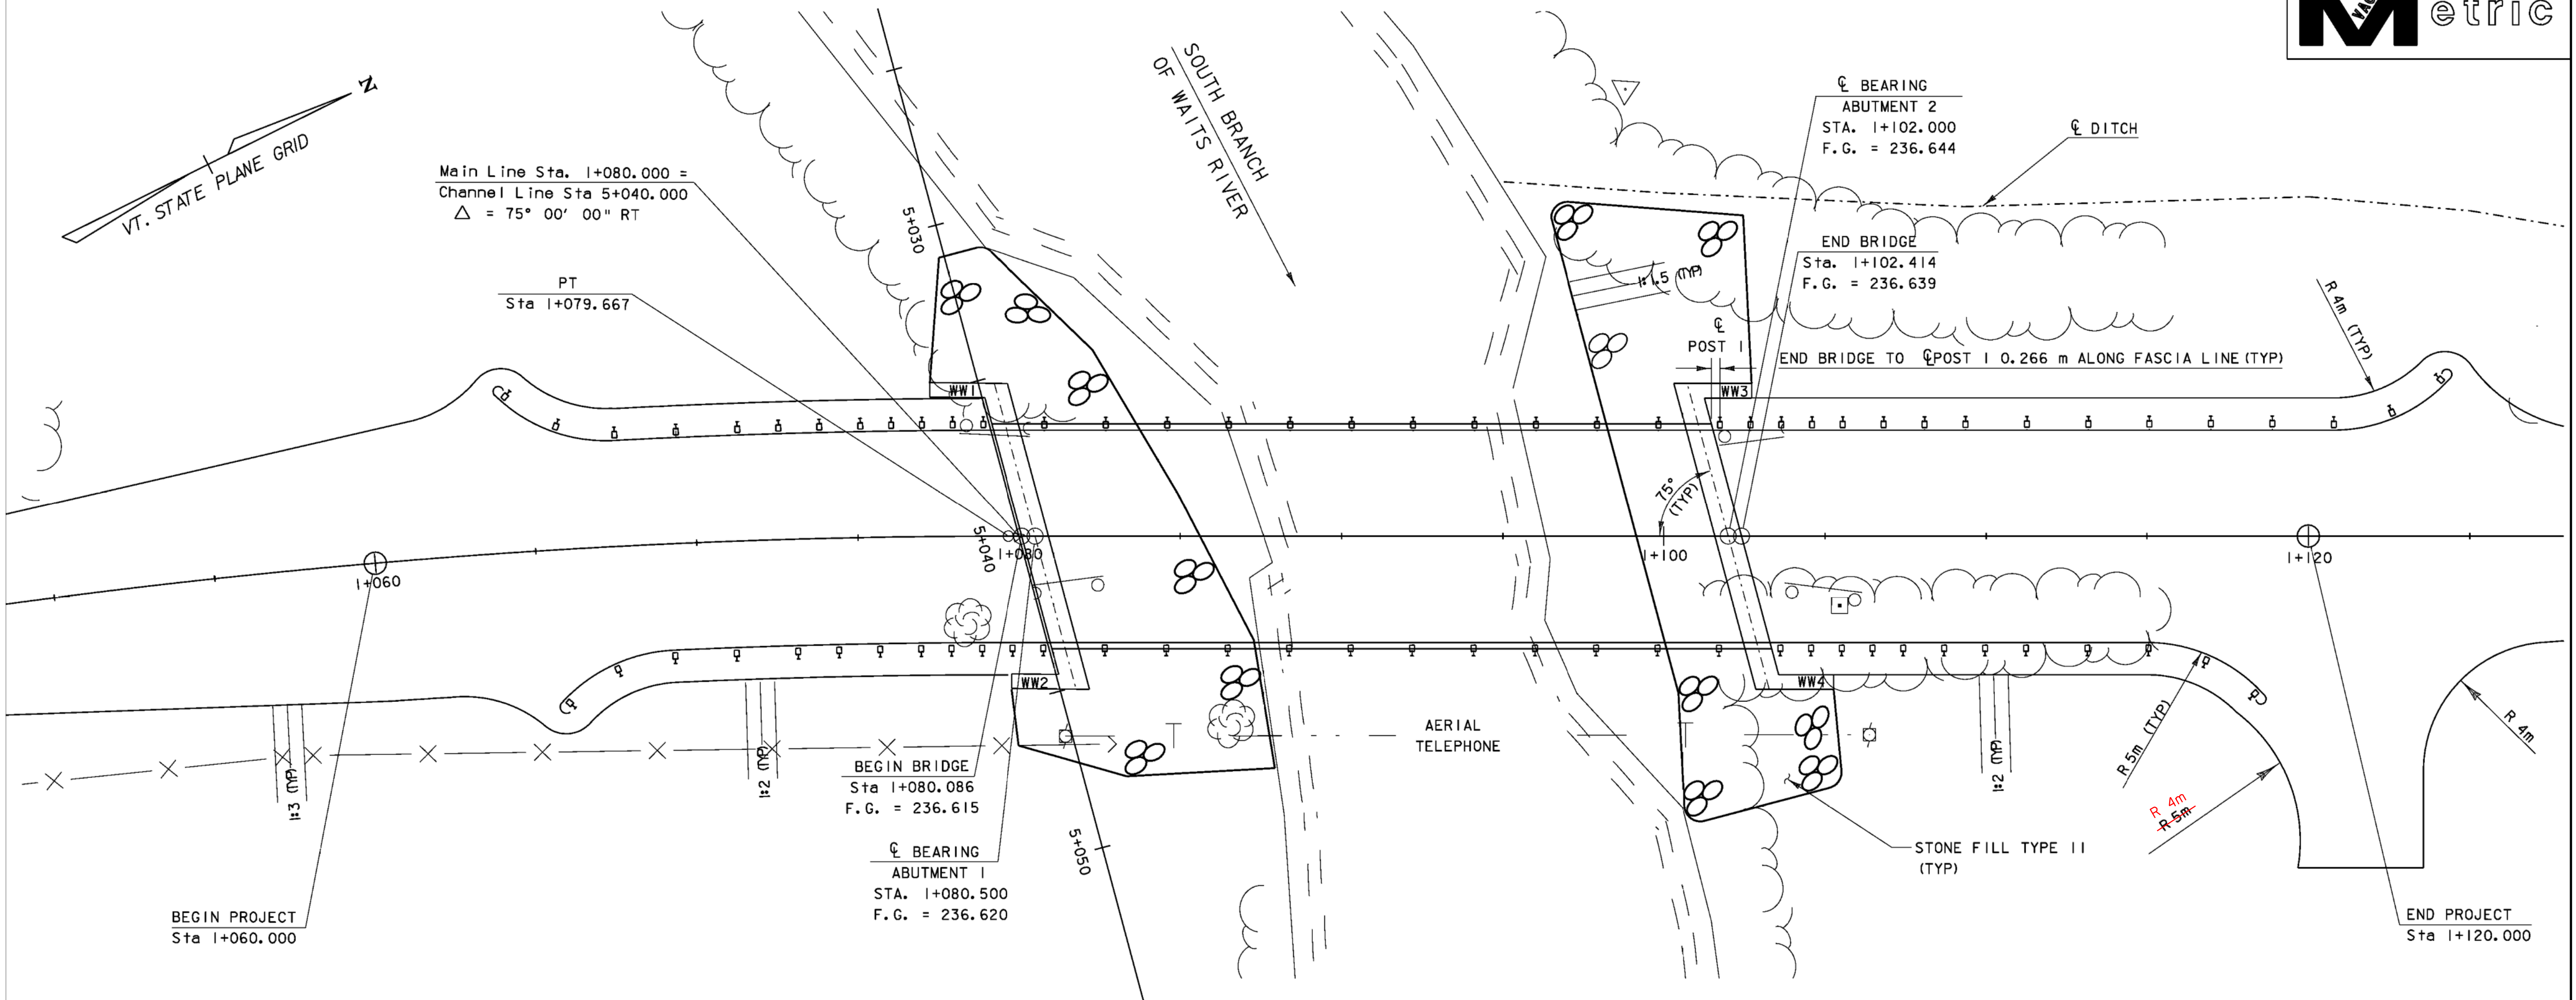 VAOT
Metric
N
VT. STATE PLANE GRID
Main Line Sta. 1+080.000 =
Channel Line Sta 5+040.000
△ = 75° 00' 00" RT
PT
Sta 1+079.667
5+030
SOUTH BRANCH
OF WAITS RIVER
℄ BEARING
ABUTMENT 2
STA. 1+102.000
F.G. = 236.644
℄ DITCH
END BRIDGE
Sta. 1+102.414
F.G. = 236.639
1:1.5 (TYP)
℄
POST 1
END BRIDGE TO ℄POST 1 0.266 m ALONG FASCIA LINE (TYP)
R 4m (TYP)
WW1
WW3
75°
(TYP)
5+040
1+080
1+100
1+060
1+120
WW2
WW4
AERIAL
TELEPHONE
1:3 (TYP)
1:2 (TYP)
1:2 (TYP)
R 5m (TYP)
R 4m
R 4m
R 5m
BEGIN BRIDGE
Sta 1+080.086
F.G. = 236.615
5+050
℄ BEARING
ABUTMENT 1
STA. 1+080.500
F.G. = 236.620
STONE FILL TYPE II
(TYP)
BEGIN PROJECT
Sta 1+060.000
END PROJECT
Sta 1+120.000